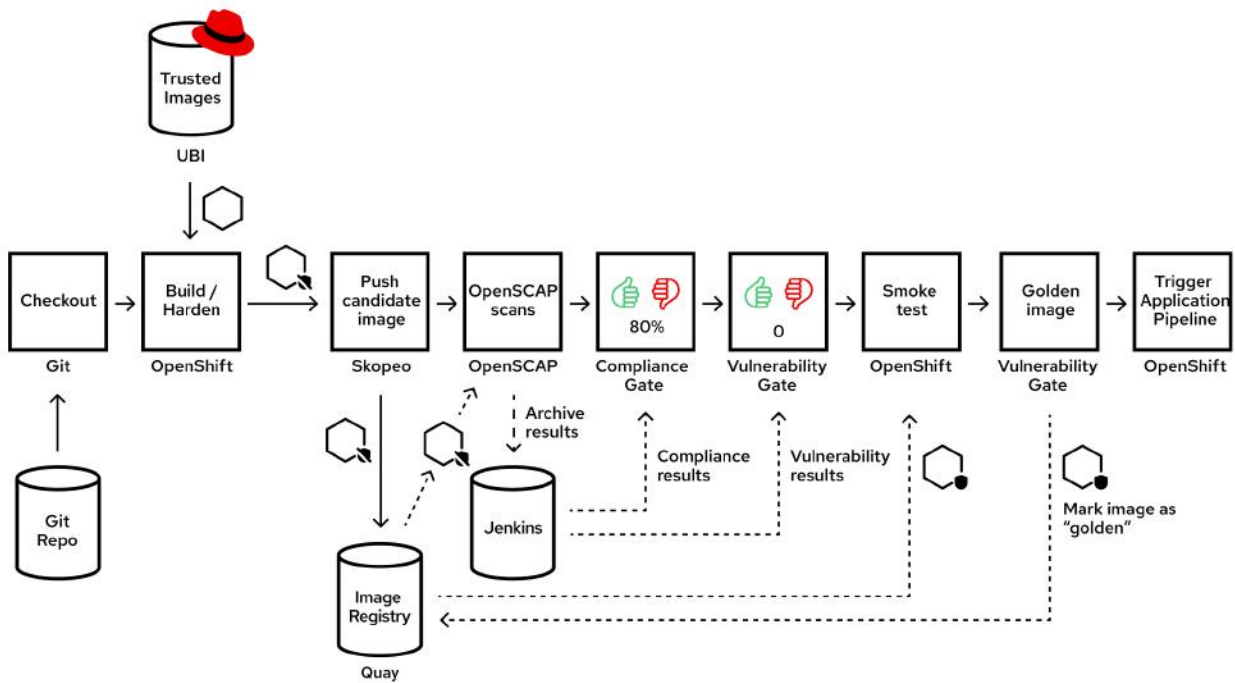 Trusted
Images
UBI
Checkout
Build /
Harden
Push
candidate
image
OpenSCAP
scans
80%
0
Smoke
test
Golden
image
Trigger
Application
Pipeline
Git
OpenShift
Skopeo
OpenSCAP
Compliance
Gate
Vulnerability
Gate
OpenShift
Vulnerability
Gate
OpenShift
Archive
results
Compliance
results
Vulnerability
results
Git
Repo
Jenkins
Mark image as
“golden”
Image
Registry
Quay